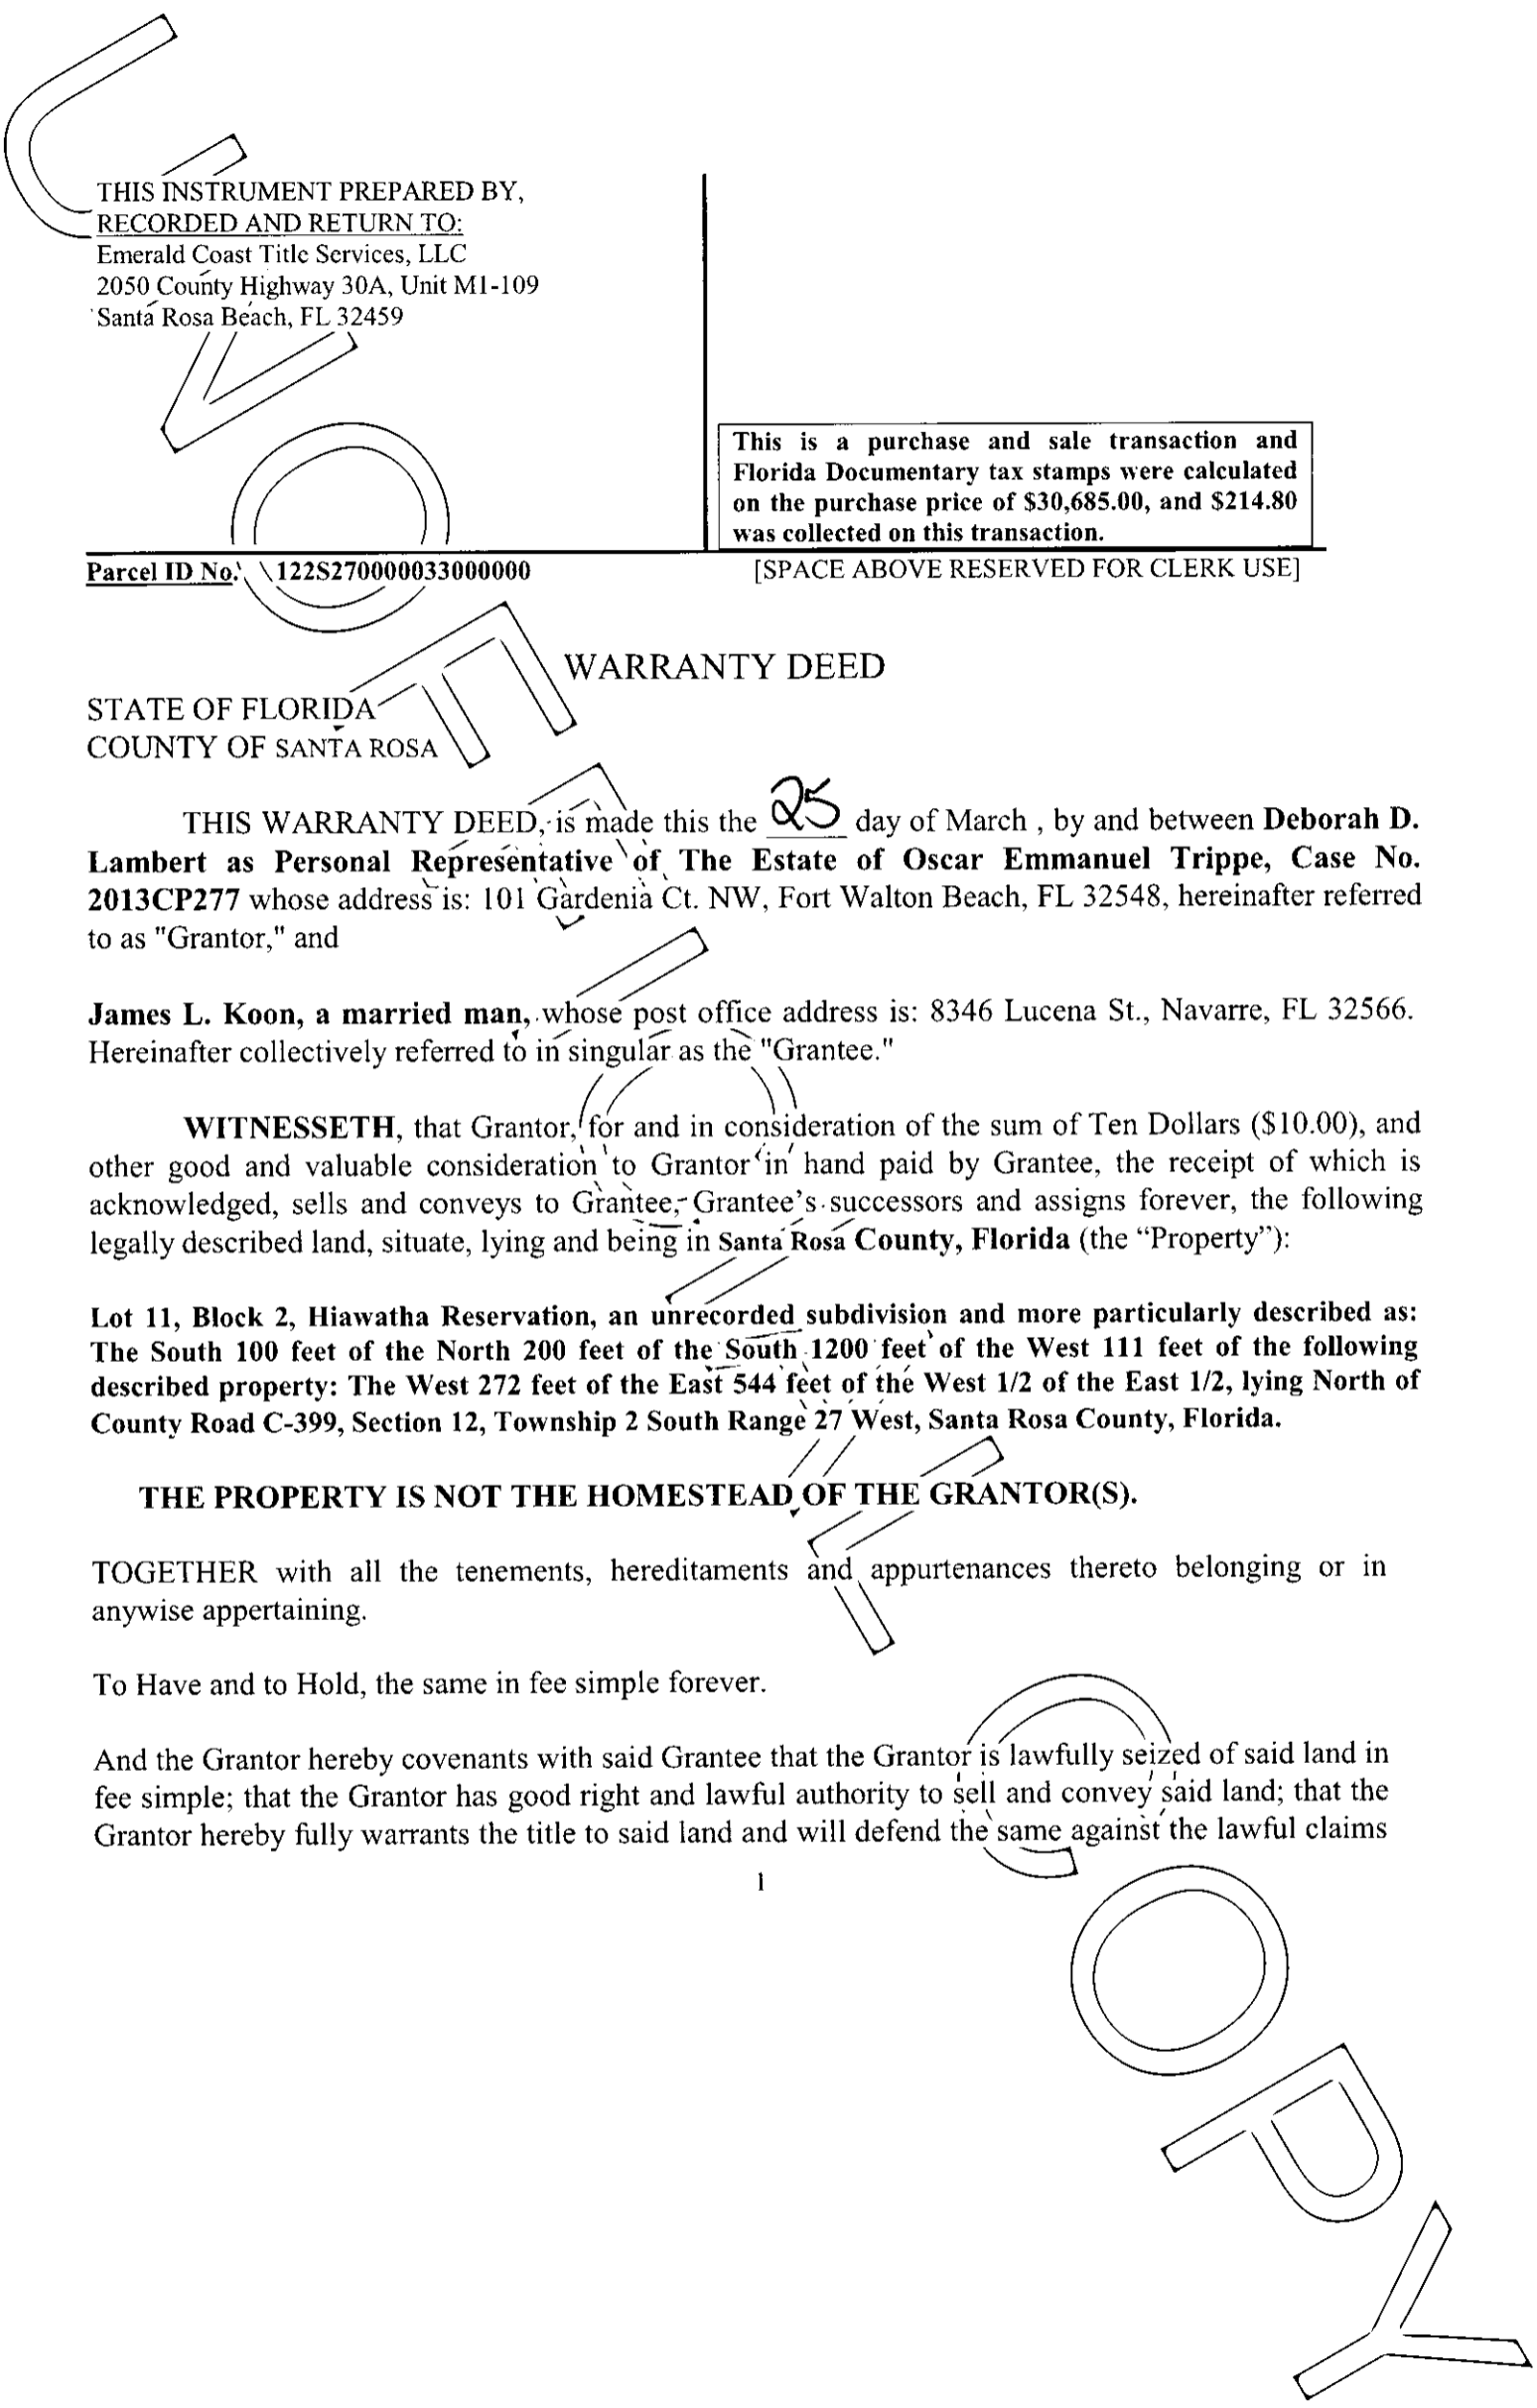 THIS INSTRUMENT PREPARED BY,
RECORDED AND RETURN TO:
Emerald Coast Title Services, LLC
2050 County Highway 30A, Unit M1-109
Santa Rosa Beach, FL 32459
This is a purchase and sale transaction and
Florida Documentary tax stamps were calculated
on the purchase price of $30,685.00, and $214.80
was collected on this transaction.
Parcel ID No. 122S270000033000000
[SPACE ABOVE RESERVED FOR CLERK USE]
WARRANTY DEED
STATE OF FLORIDA
COUNTY OF SANTA ROSA
THIS WARRANTY DEED, is made this the 25 day of March , by and between Deborah D.
Lambert as Personal Representative of The Estate of Oscar Emmanuel Trippe, Case No.
2013CP277 whose address is: 101 Gardenia Ct. NW, Fort Walton Beach, FL 32548, hereinafter referred
to as "Grantor," and
James L. Koon, a married man, whose post office address is: 8346 Lucena St., Navarre, FL 32566.
Hereinafter collectively referred to in singular as the "Grantee."
WITNESSETH, that Grantor, for and in consideration of the sum of Ten Dollars ($10.00), and
other good and valuable consideration to Grantor in hand paid by Grantee, the receipt of which is
acknowledged, sells and conveys to Grantee, Grantee's successors and assigns forever, the following
legally described land, situate, lying and being in Santa Rosa County, Florida (the “Property”):
Lot 11, Block 2, Hiawatha Reservation, an unrecorded subdivision and more particularly described as:
The South 100 feet of the North 200 feet of the South 1200 feet of the West 111 feet of the following
described property: The West 272 feet of the East 544 feet of the West 1/2 of the East 1/2, lying North of
County Road C-399, Section 12, Township 2 South Range 27 West, Santa Rosa County, Florida.
THE PROPERTY IS NOT THE HOMESTEAD OF THE GRANTOR(S).
TOGETHER with all the tenements, hereditaments and appurtenances thereto belonging or in
anywise appertaining.
To Have and to Hold, the same in fee simple forever.
And the Grantor hereby covenants with said Grantee that the Grantor is lawfully seized of said land in
fee simple; that the Grantor has good right and lawful authority to sell and convey said land; that the
Grantor hereby fully warrants the title to said land and will defend the same against the lawful claims
1
UNOFFICIAL COPY